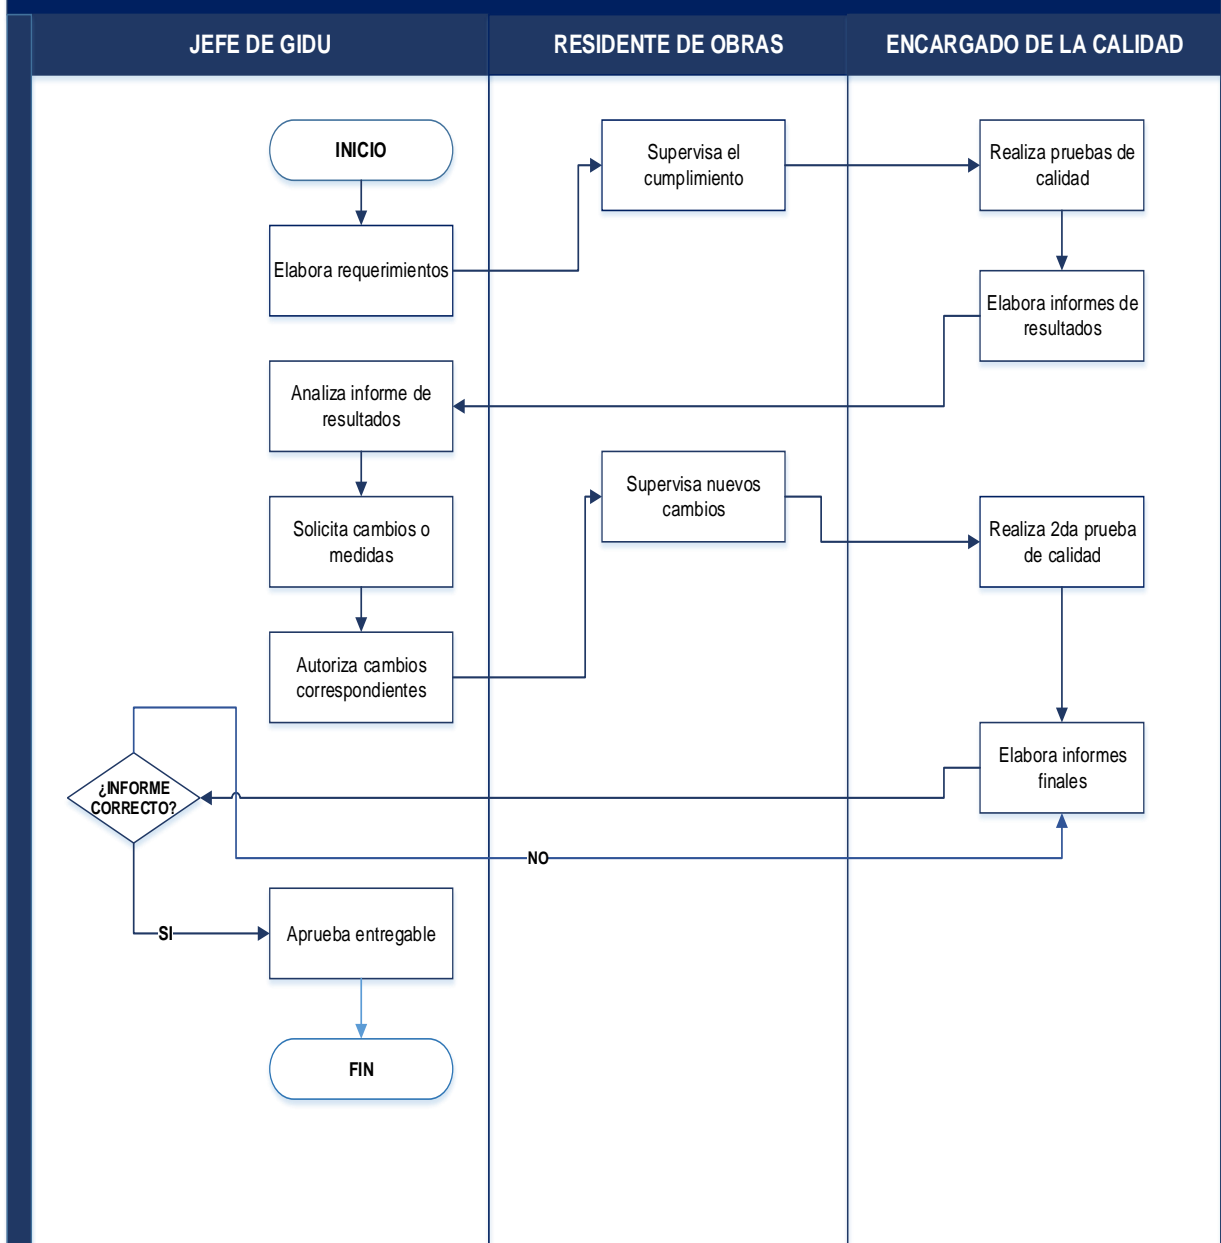 JEFE DE GIDU
RESIDENTE DE OBRAS
ENCARGADO DE LA CALIDAD
INICIO
Supervisa el
cumplimiento
Realiza pruebas de
calidad
Elabora requerimientos
Elabora informes de
resultados
Analiza informe de
resultados
Supervisa nuevos
cambios
Solicita cambios o
medidas
Realiza 2da prueba
de calidad
Autoriza cambios
correspondientes
Elabora informes
finales
¿INFORME
CORRECTO?
NO
SI
Aprueba entregable
FIN